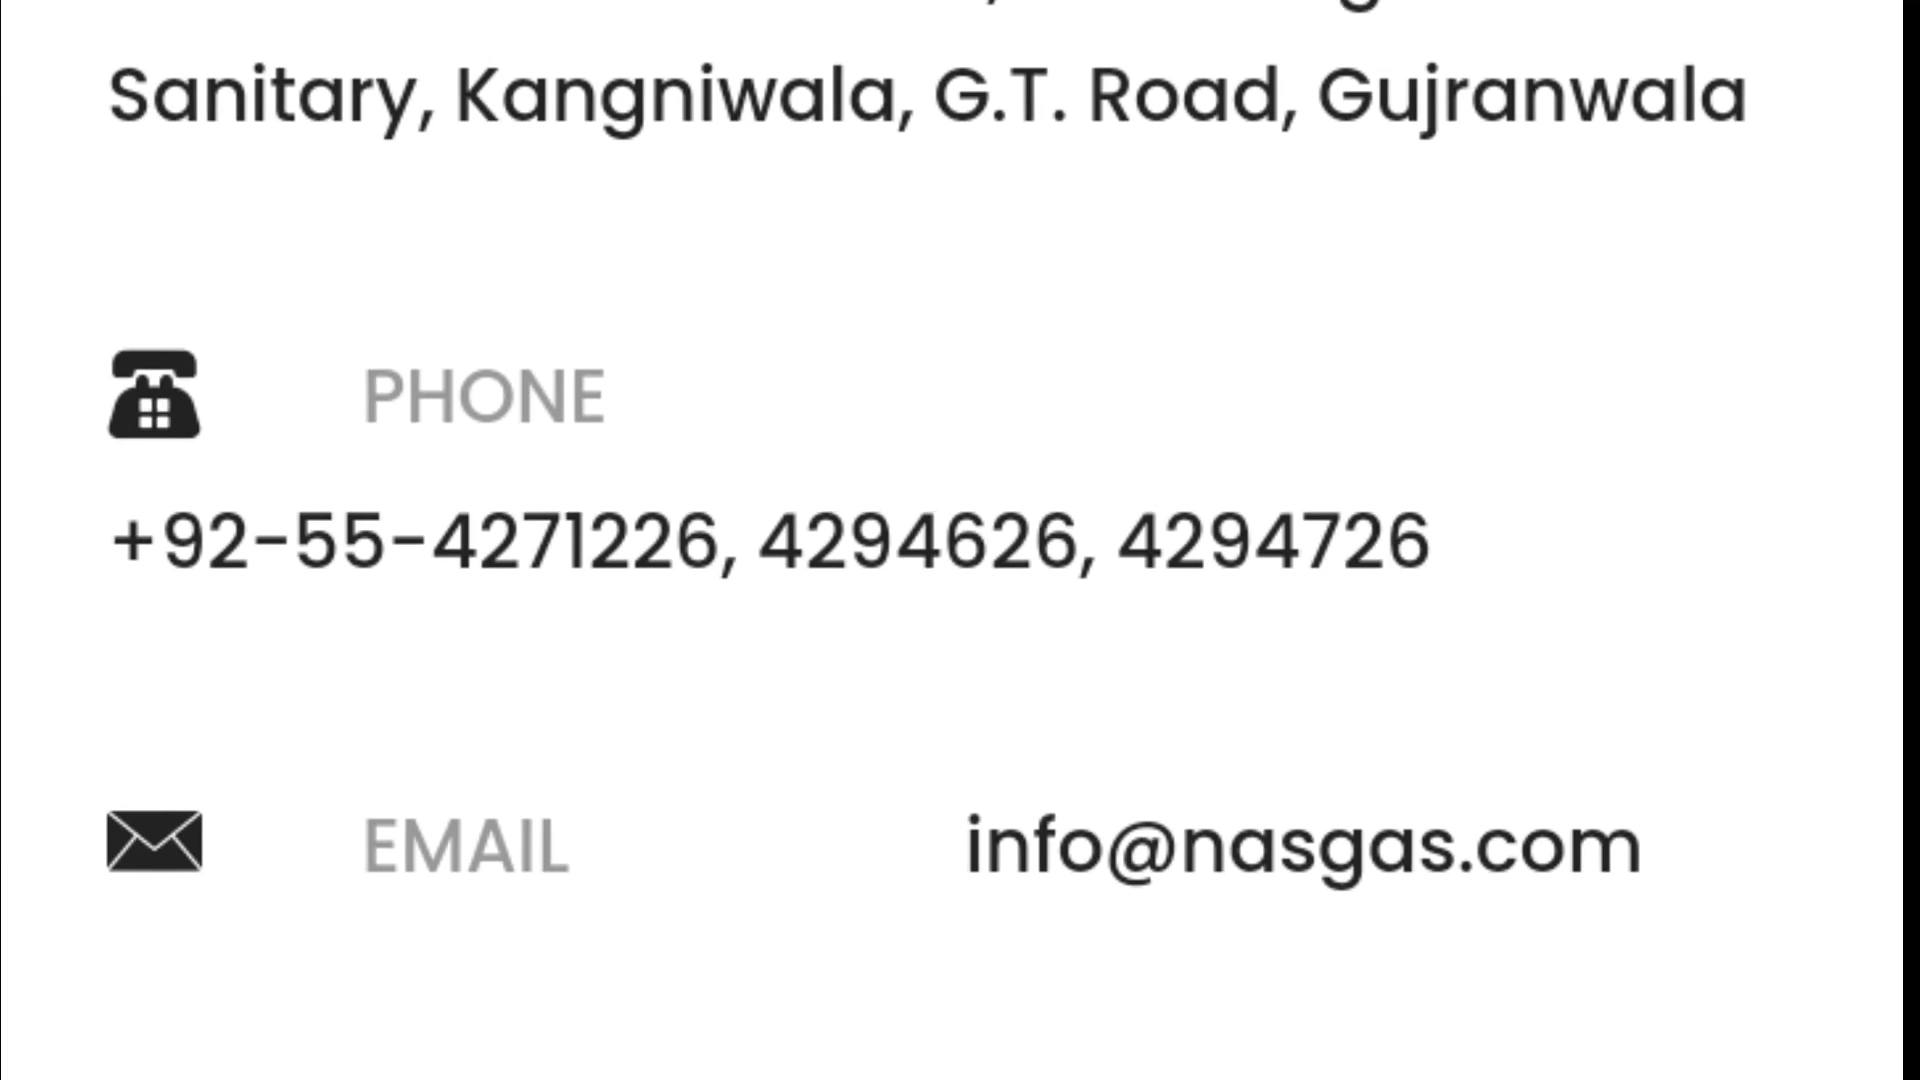 Sanitary, Kangniwala, G.T. Road, Gujranwala
PHONE
+92-55-4271226, 4294626, 4294726
EMAIL info@nasgas.com